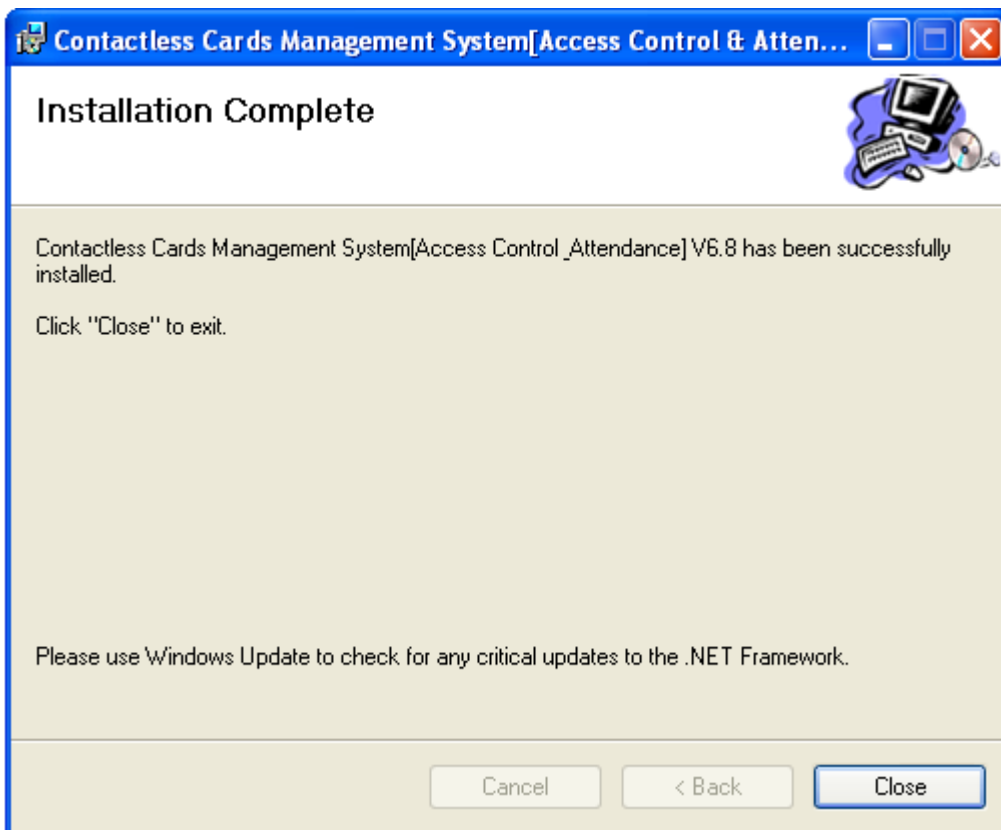 Contactless Cards Management System[Access Control & Atten...
Installation Complete
Contactless Cards Management System[Access Control _Attendance] V6.8 has been successfully
installed.
Click "Close" to exit.
Please use Windows Update to check for any critical updates to the .NET Framework.
Cancel
< Back
Close